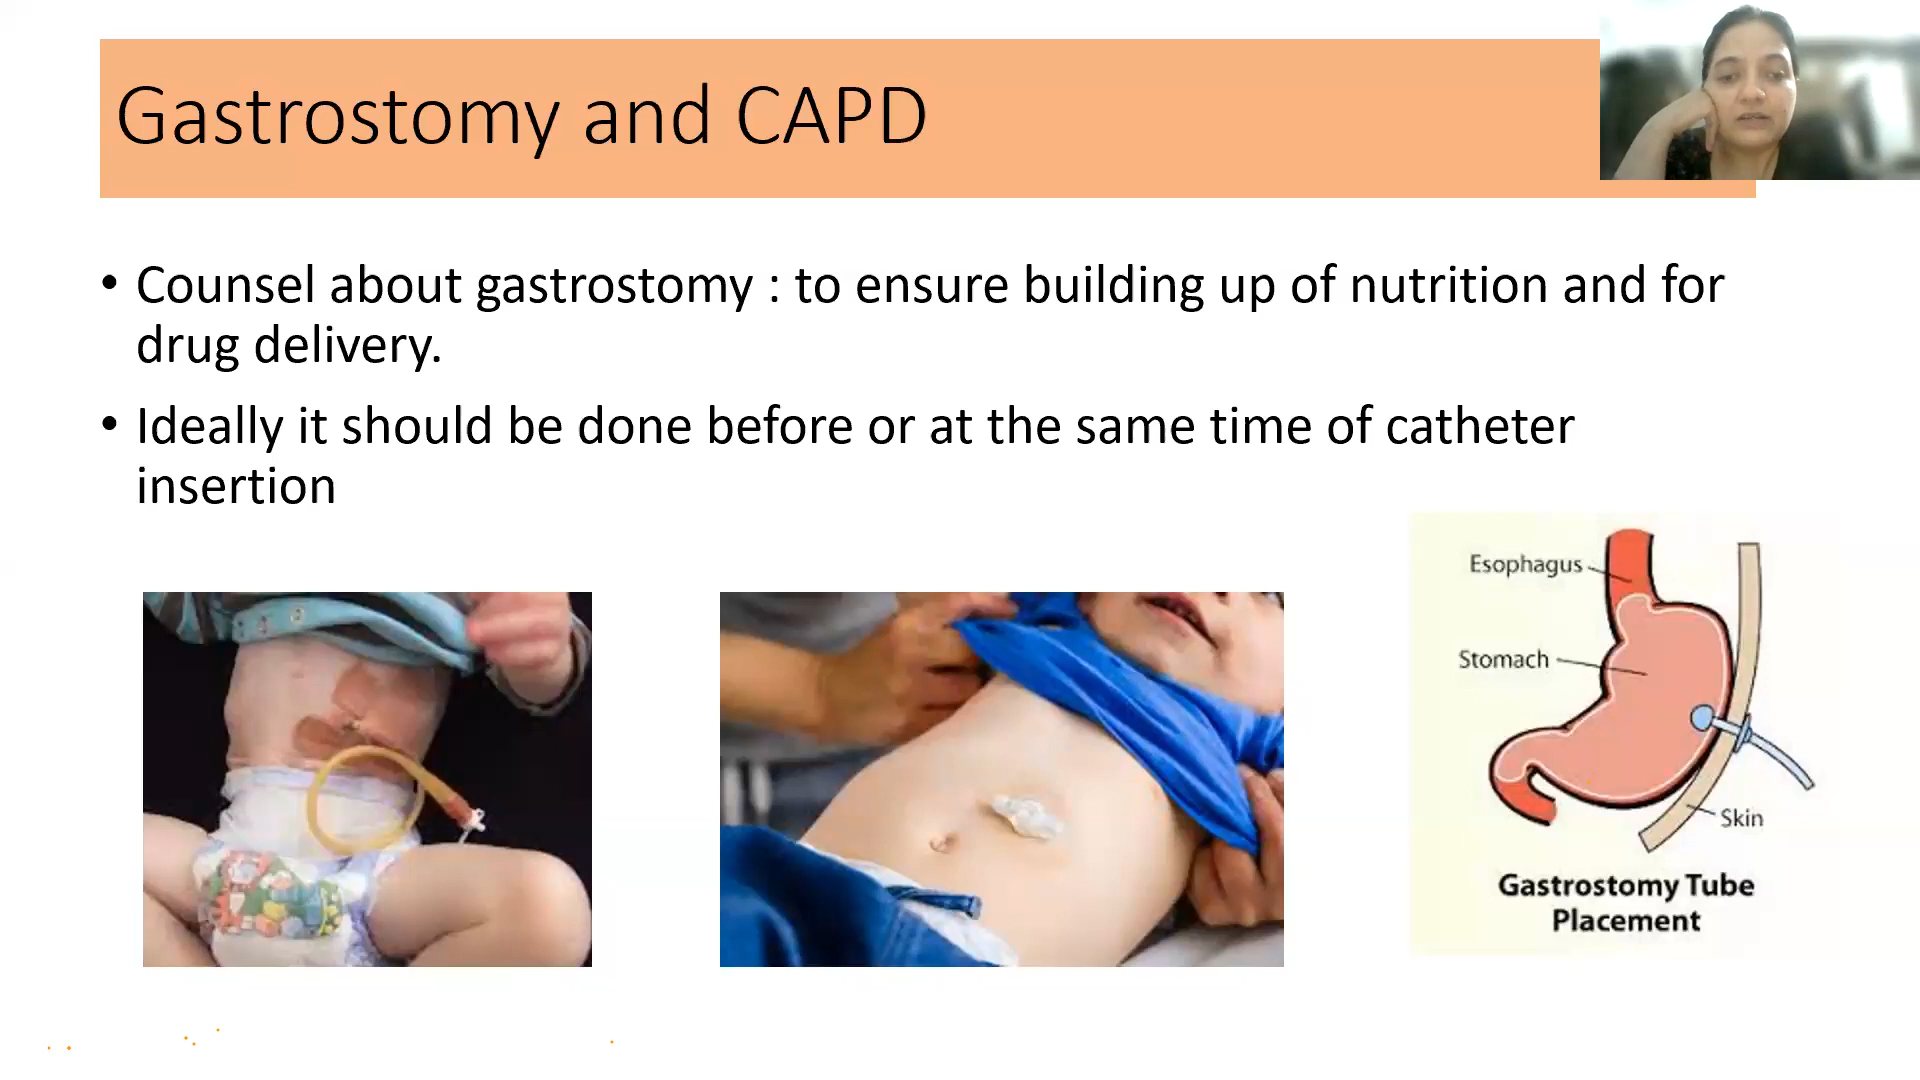 Gastrostomy and CAPD
• Counsel about gastrostomy : to ensure building up of nutrition and for
drug delivery.
• Ideally it should be done before or at the same time of catheter
insertion
Esophagus
Stomach
Skin
Gastrostomy Tube
Placement